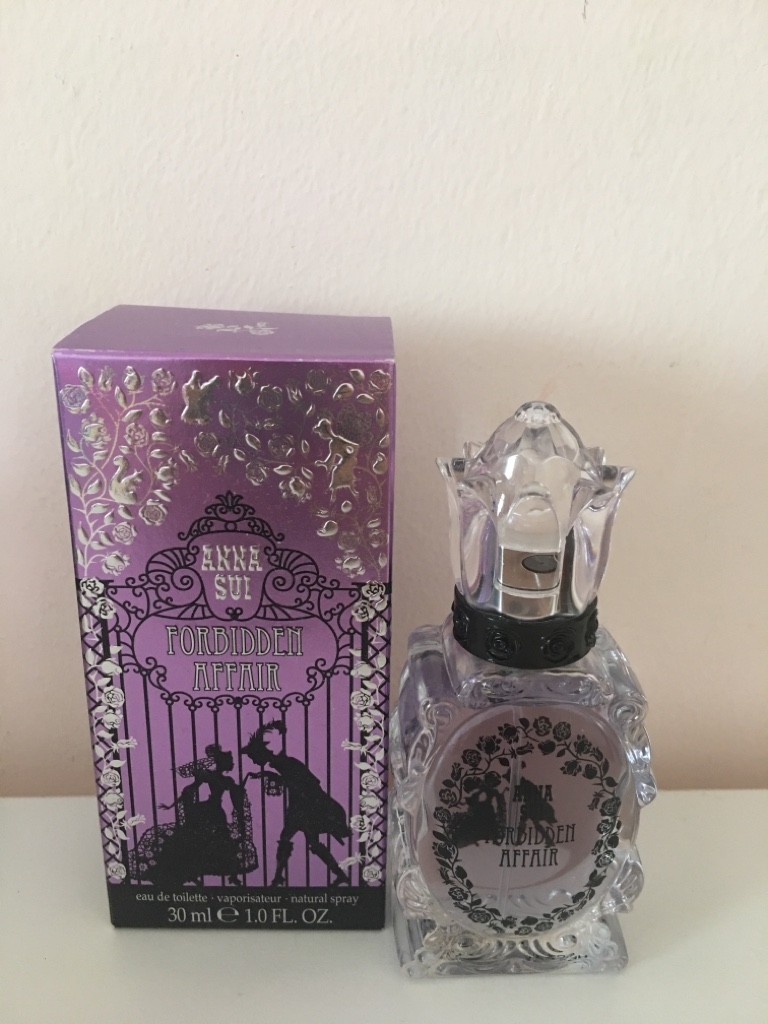 ANNA
SUI
FORBIDDEN
AFFAIR
eau de toilette · vaporisateur · natural spray
30 ml ℮ 1.0 FL. OZ.
ANNA
FORBIDDEN
AFFAIR